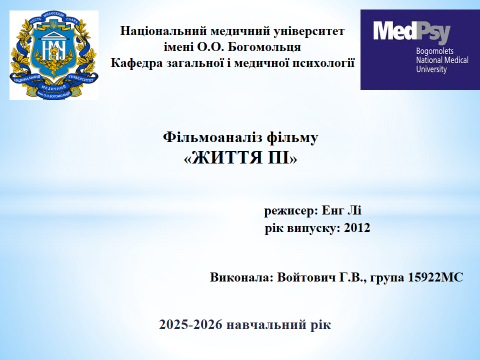 Національний медичний університет
імені О.О. Богомольця
Кафедра загальної і медичної психології
MedPsy
Bogomolets
National Medical
University
Фільмоаналіз фільму
«ЖИТТЯ ПІ»
режисер: Енг Лі
рік випуску: 2012
Виконала: Войтович Г.В., група 15922МС
2025-2026 навчальний рік